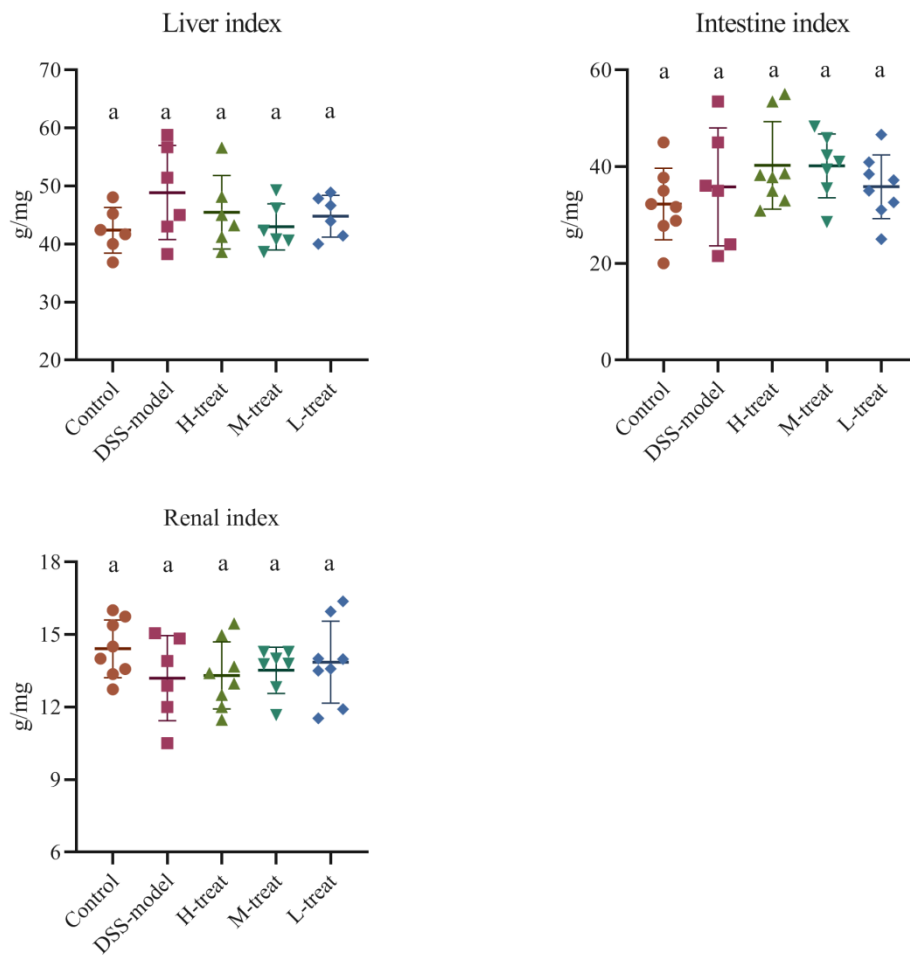 Liver index
70
60
50
40
30
20
g/mg
a a a a a
Control DSS-model H-treat M-treat L-treat
Intestine index
60
40
20
0
g/mg
a a a a a
Control DSS-model H-treat M-treat L-treat
Renal index
18
15
12
9
6
g/mg
a a a a a
Control DSS-model H-treat M-treat L-treat